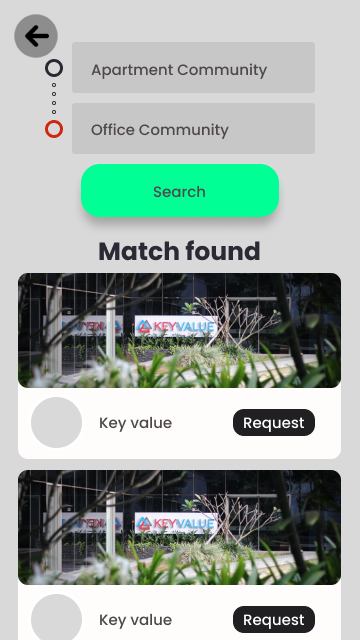 Apartment Community
Office Community
Search
Match found
KEYVALUE
Key value
Request
KEYVALUE
Key value
Request